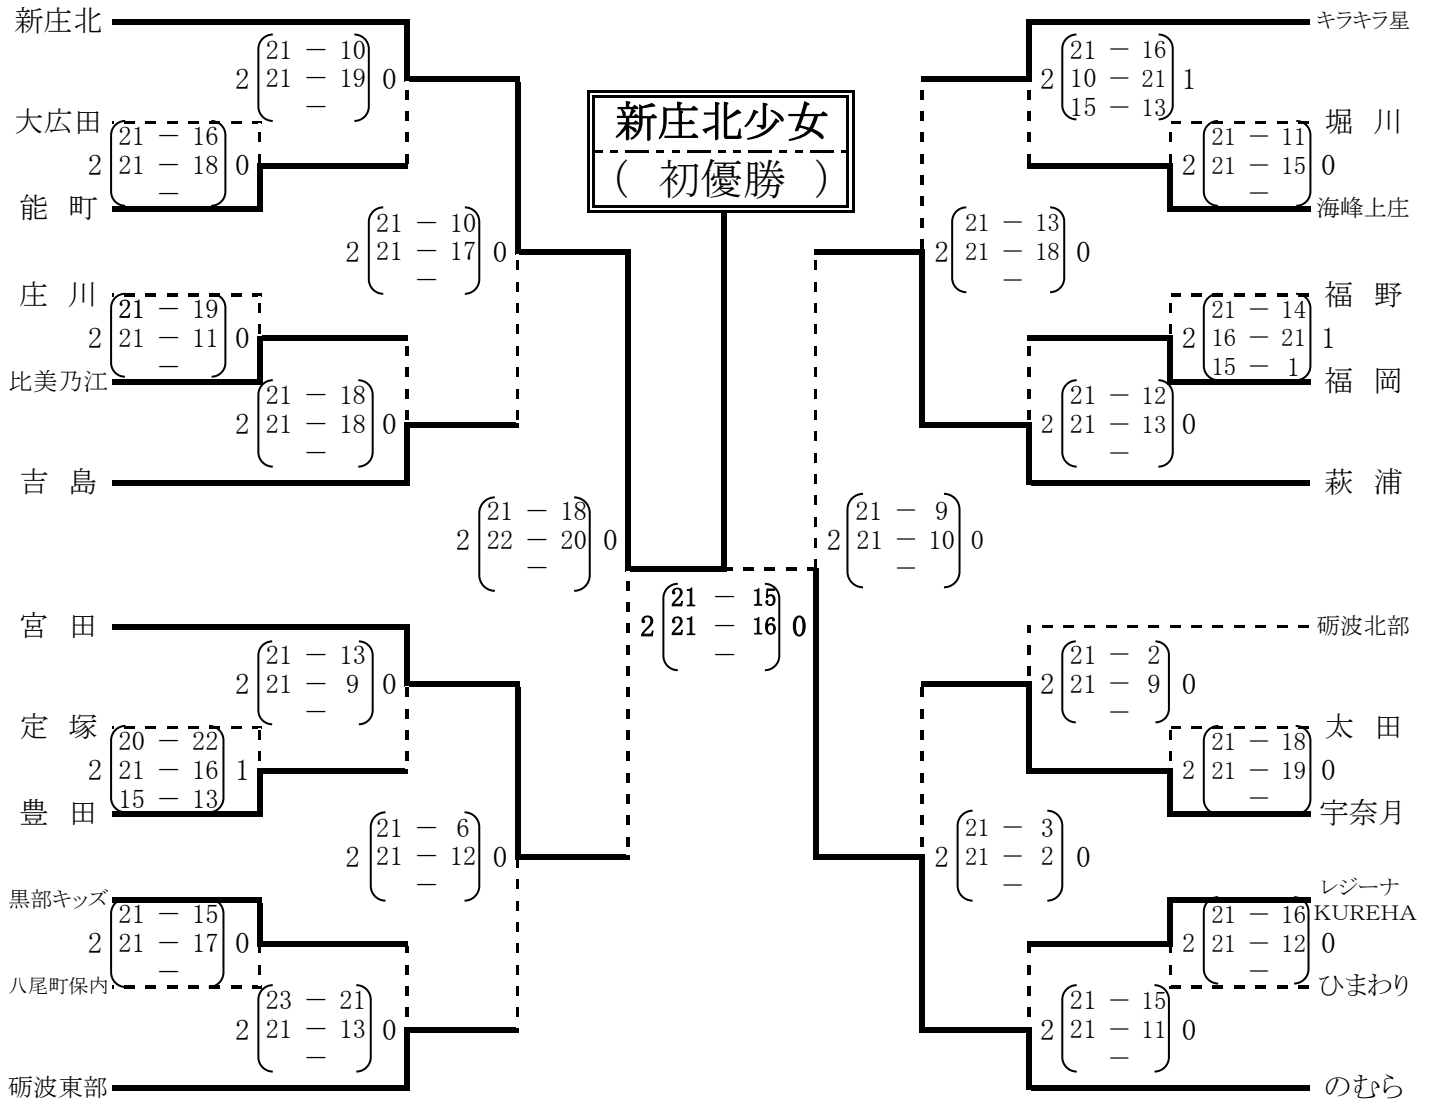 新庄北
2 21 － 10 0
21 － 19
－
大広田
2 21 － 16 0
21 － 18
－
能 町
2 21 － 10 0
21 － 17
－
庄 川
2 21 － 19 0
21 － 11
－
比美乃江
2 21 － 18 0
21 － 18
－
吉 島
2 21 － 18 0
22 － 20
－
宮 田
2 21 － 13 0
21 － 9
－
定 塚
2 20 － 22 1
21 － 16
15 － 13
豊 田
2 21 － 6 0
21 － 12
－
黒部キッズ
2 21 － 15 0
21 － 17
－
八尾町保内
2 23 － 21 0
21 － 13
－
砺波東部
新庄北少女
( 初優勝 )
2 21 － 15 0
21 － 16
－
キラキラ星
2 21 － 16 1
10 － 21
15 － 13
堀 川
2 21 － 11 0
21 － 15
－
海峰上庄
2 21 － 13 0
21 － 18
－
福 野
2 21 － 14 1
16 － 21
15 － 1
福 岡
2 21 － 12 0
21 － 13
－
萩 浦
2 21 － 9 0
21 － 10
－
砺波北部
2 21 － 2 0
21 － 9
－
太 田
2 21 － 18 0
21 － 19
－
宇奈月
2 21 － 3 0
21 － 2
－
レジーナ
KUREHA
2 21 － 16 0
21 － 12
－
ひまわり
2 21 － 15 0
21 － 11
－
のむら